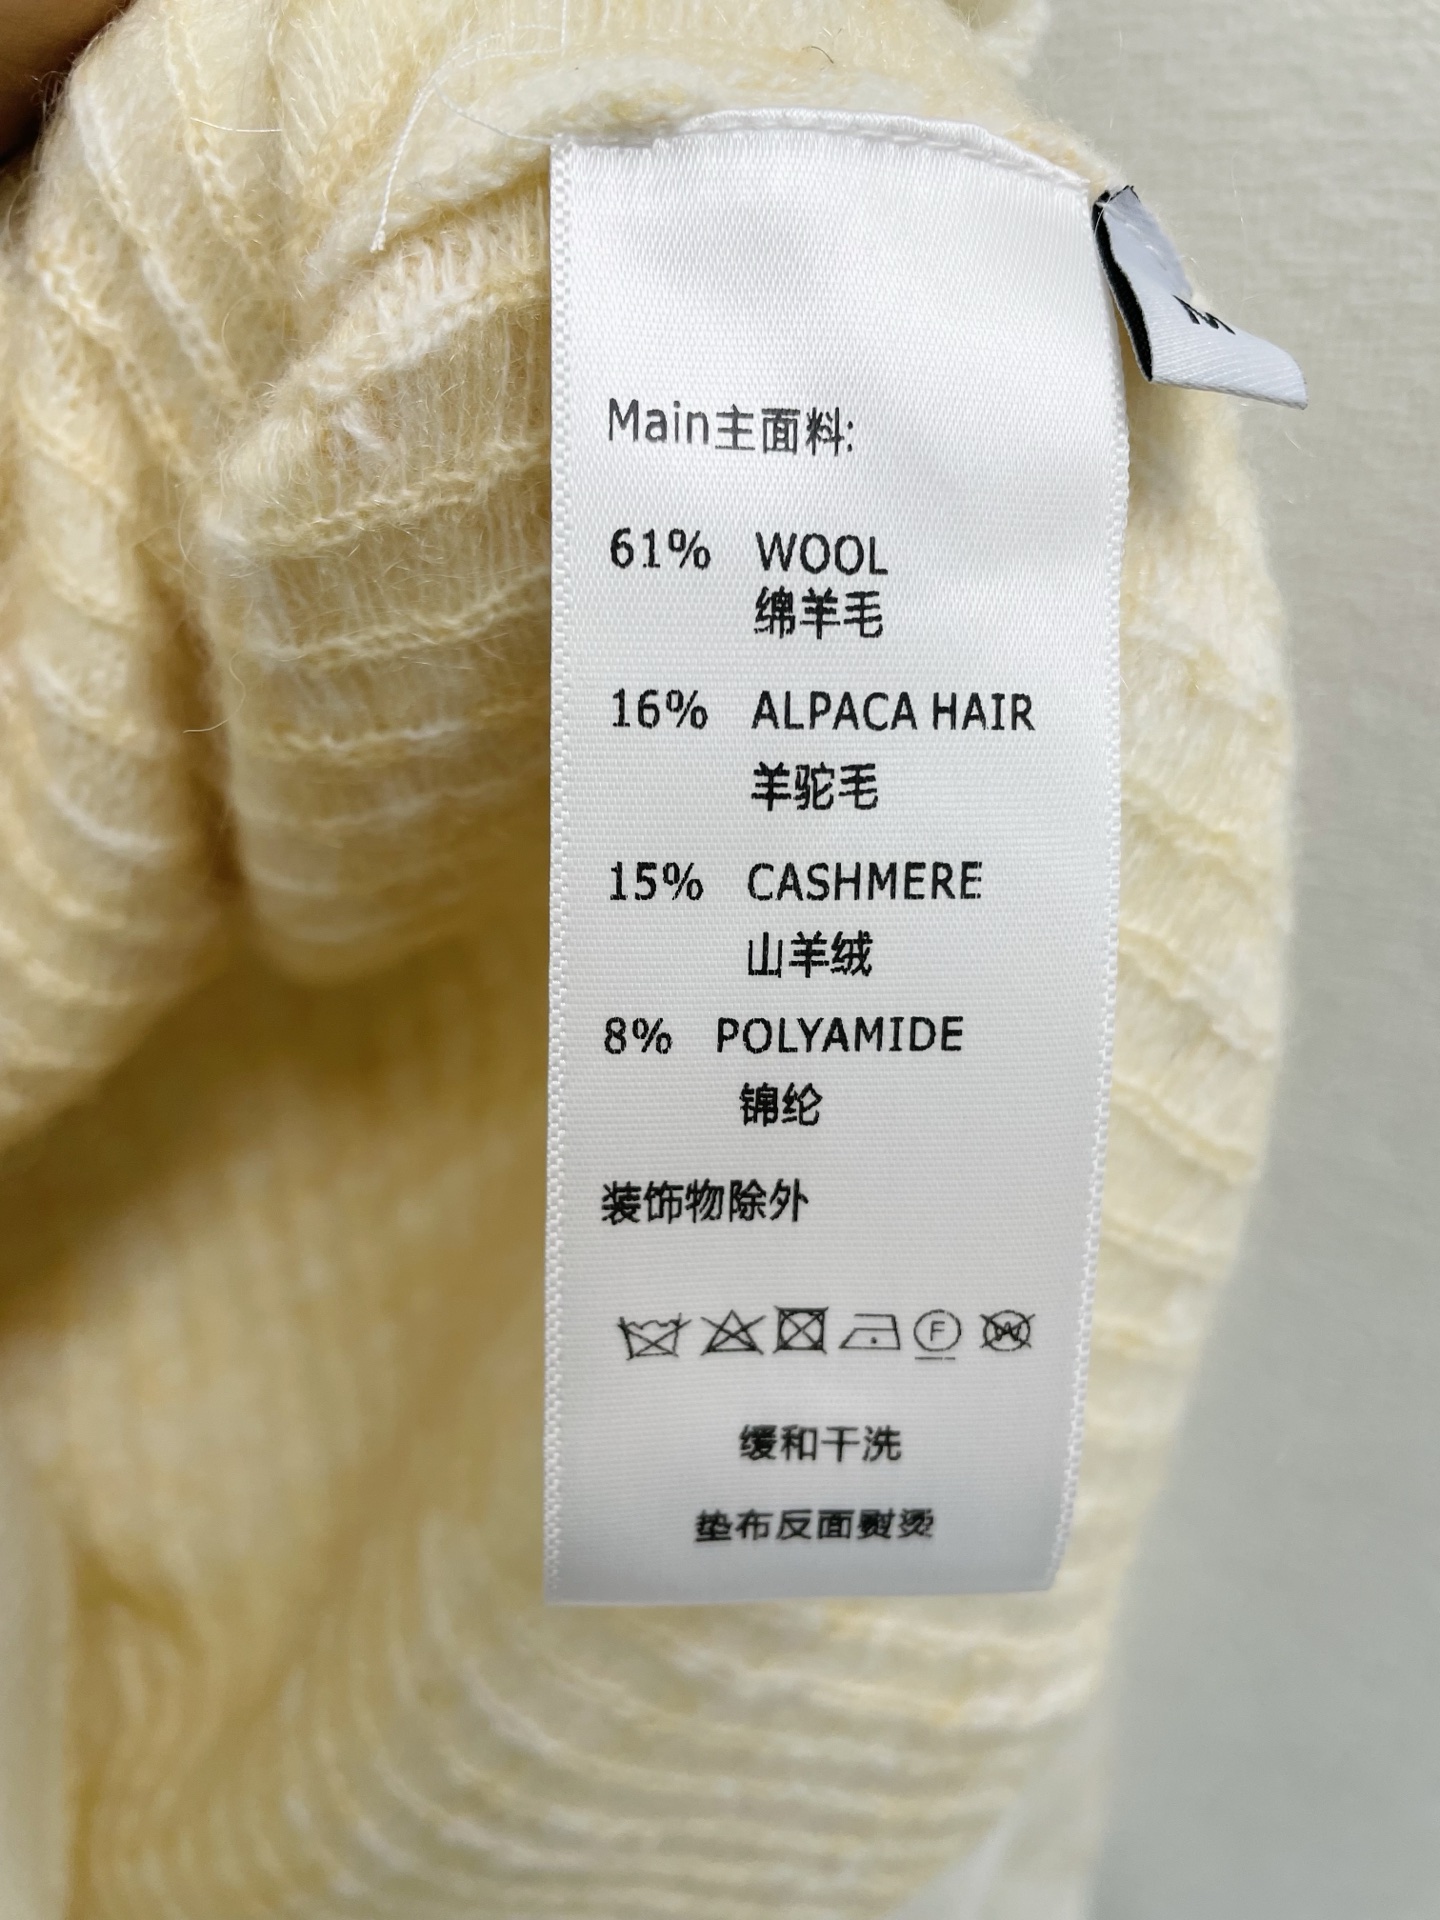 M
Main主面料:
61% WOOL
绵羊毛
16% ALPACA HAIR
羊驼毛
15% CASHMERE
山羊绒
8% POLYAMIDE
锦纶
装饰物除外
F W
缓和干洗
垫布反面熨烫